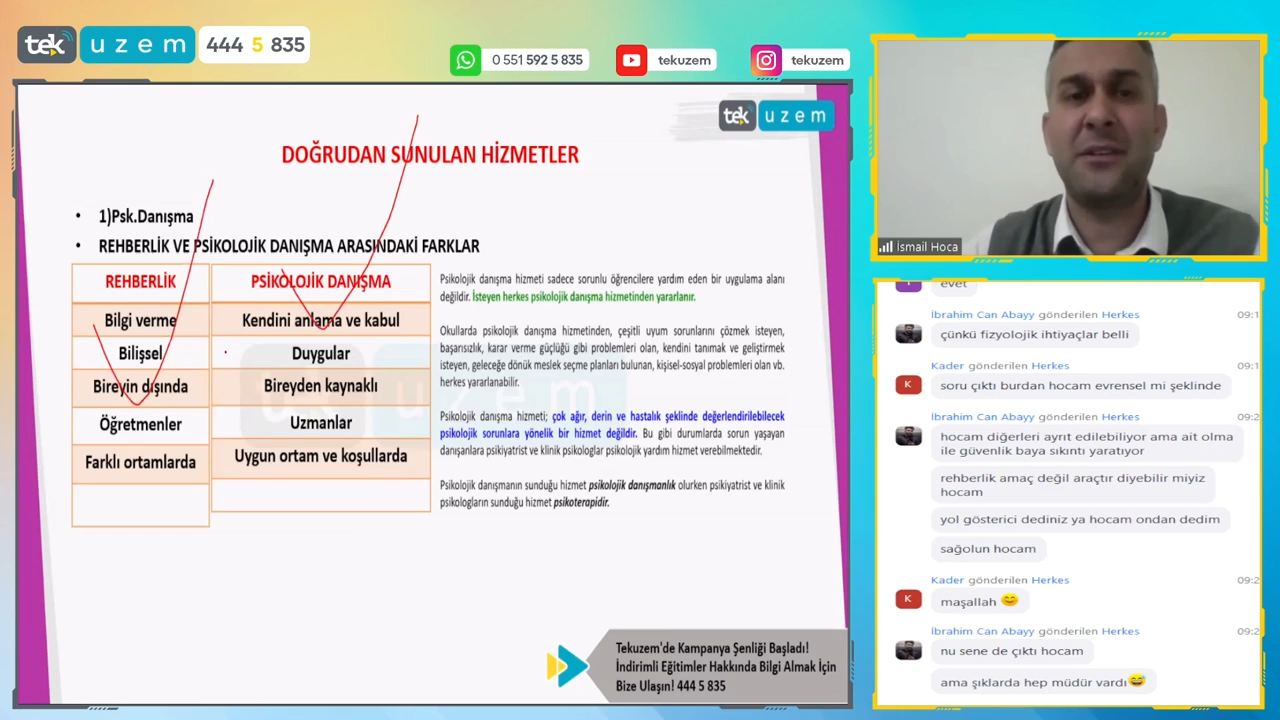 tek uzem 444 5 835
0 551 592 5 835
tekuzem
tekuzem
tek uzem
DOĞRUDAN SUNULAN HİZMETLER
• 1)Psk.Danışma
• REHBERLİK VE PSİKOLOJİK DANIŞMA ARASINDAKİ FARKLAR
REHBERLİK PSİKOLOJİK DANIŞMA
Bilgi verme Kendini anlama ve kabul
Bilişsel Duygular
Bireyin dışında Bireyden kaynaklı
Öğretmenler Uzmanlar
Farklı ortamlarda Uygun ortam ve koşullarda
Psikolojik danışma hizmeti sadece sorunlu öğrencilere yardım eden bir uygulama alanı
değildir. İsteyen herkes psikolojik danışma hizmetinden yararlanır.
Okullarda psikolojik danışma hizmetinden, çeşitli uyum sorunlarını çözmek isteyen,
başarısızlık, karar verme güçlüğü gibi problemleri olan, kendini tanımak ve geliştirmek
isteyen, geleceğe dönük meslek seçme planları bulunan, kişisel-sosyal problemleri olan vb.
herkes yararlanabilir.
Psikolojik danışma hizmeti; çok ağır, derin ve hastalık şeklinde değerlendirilebilecek
psikolojik sorunlara yönelik bir hizmet değildir. Bu gibi durumlarda sorun yaşayan
danışanlara psikiyatrist ve klinik psikologlar psikolojik yardım hizmet verebilmektedir.
Psikolojik danışmanın sunduğu hizmet psikolojik danışmanlık olurken psikiyatrist ve klinik
psikologların sunduğu hizmet psikoterapidir.
Tekuzem'de Kampanya Şenliği Başladı!
İndirimli Eğitimler Hakkında Bilgi Almak İçin
Bize Ulaşın! 444 5 835
İsmail Hoca
evet
İbrahim Can Abayy gönderilen Herkes 09:1
çünkü fizyolojik ihtiyaçlar belli
Kader gönderilen Herkes 09:1
K
soru çıktı burdan hocam evrensel mi şeklinde
İbrahim Can Abayy gönderilen Herkes 09:2
hocam diğerleri ayrıt edilebiliyor ama ait olma
ile güvenlik baya sıkıntı yaratıyor
rehberlik amaç değil araçtır diyebilir miyiz
hocam
yol gösterici dediniz ya hocam ondan dedim
sağolun hocam
Kader gönderilen Herkes 09:2
K
maşallah 😊
İbrahim Can Abayy gönderilen Herkes 09:2
nu sene de çıktı hocam
ama şıklarda hep müdür vardı😅